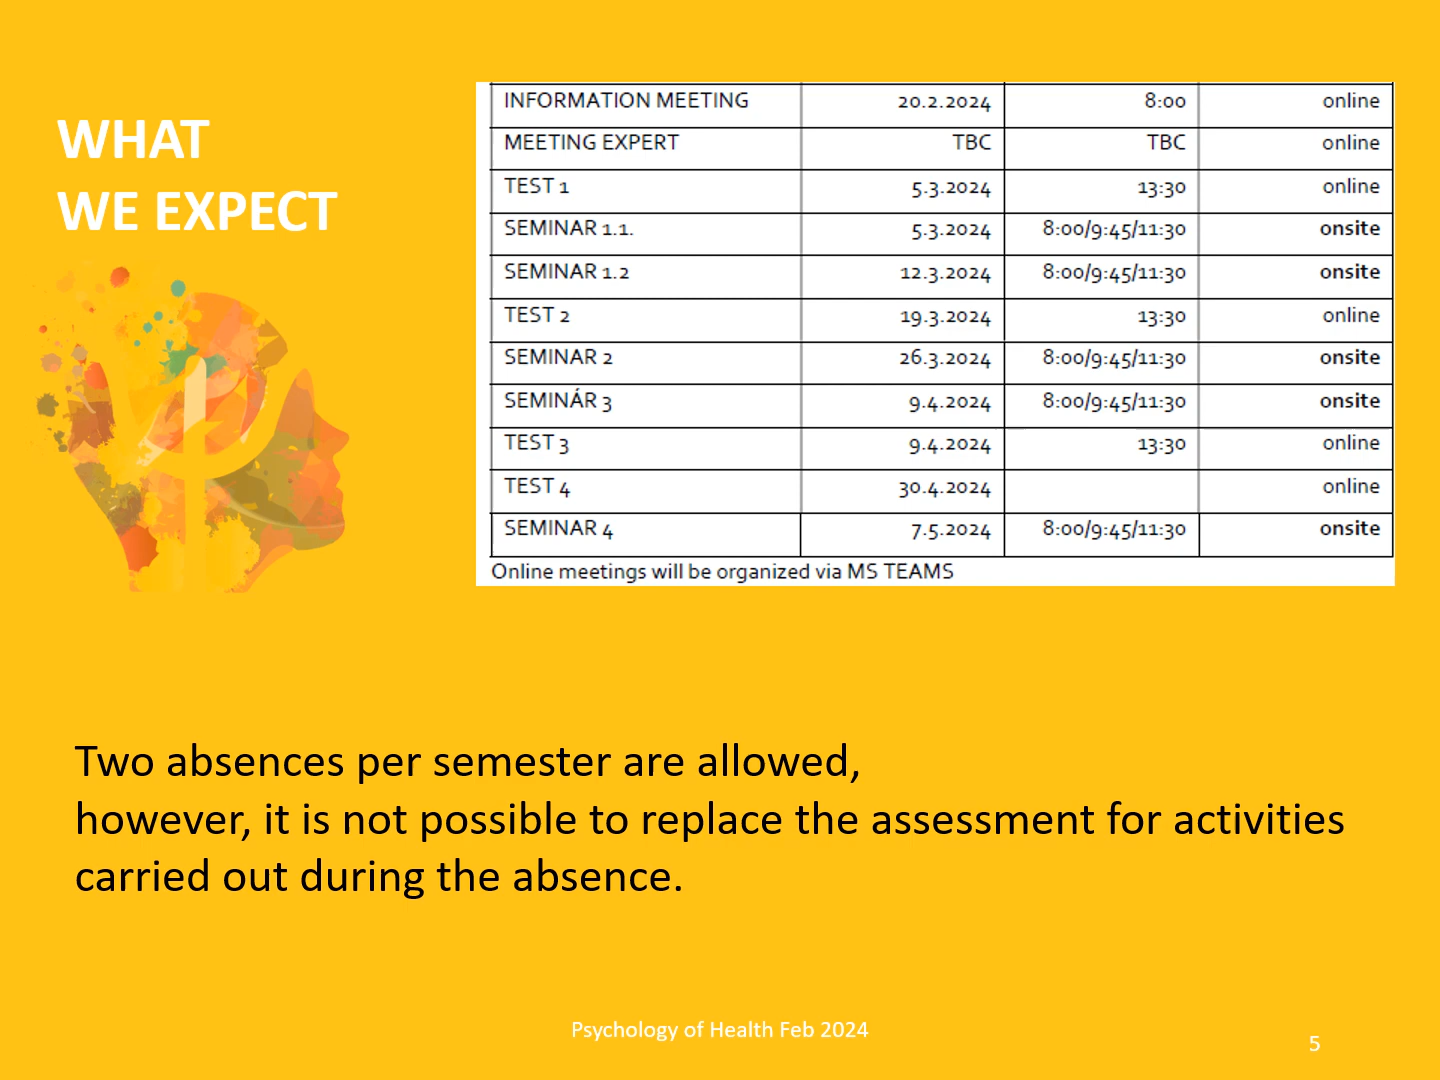 WHAT
WE EXPECT
INFORMATION MEETING 20.2.2024 8:00 online
MEETING EXPERT TBC TBC online
TEST 1 5.3.2024 13:30 online
SEMINAR 1.1. 5.3.2024 8:00/9:45/11:30 onsite
SEMINAR 1.2 12.3.2024 8:00/9:45/11:30 onsite
TEST 2 19.3.2024 13:30 online
SEMINAR 2 26.3.2024 8:00/9:45/11:30 onsite
SEMINÁR 3 9.4.2024 8:00/9:45/11:30 onsite
TEST 3 9.4.2024 13:30 online
TEST 4 30.4.2024 online
SEMINAR 4 7.5.2024 8:00/9:45/11:30 onsite
Online meetings will be organized via MS TEAMS
Two absences per semester are allowed,
however, it is not possible to replace the assessment for activities
carried out during the absence.
Psychology of Health Feb 2024
5